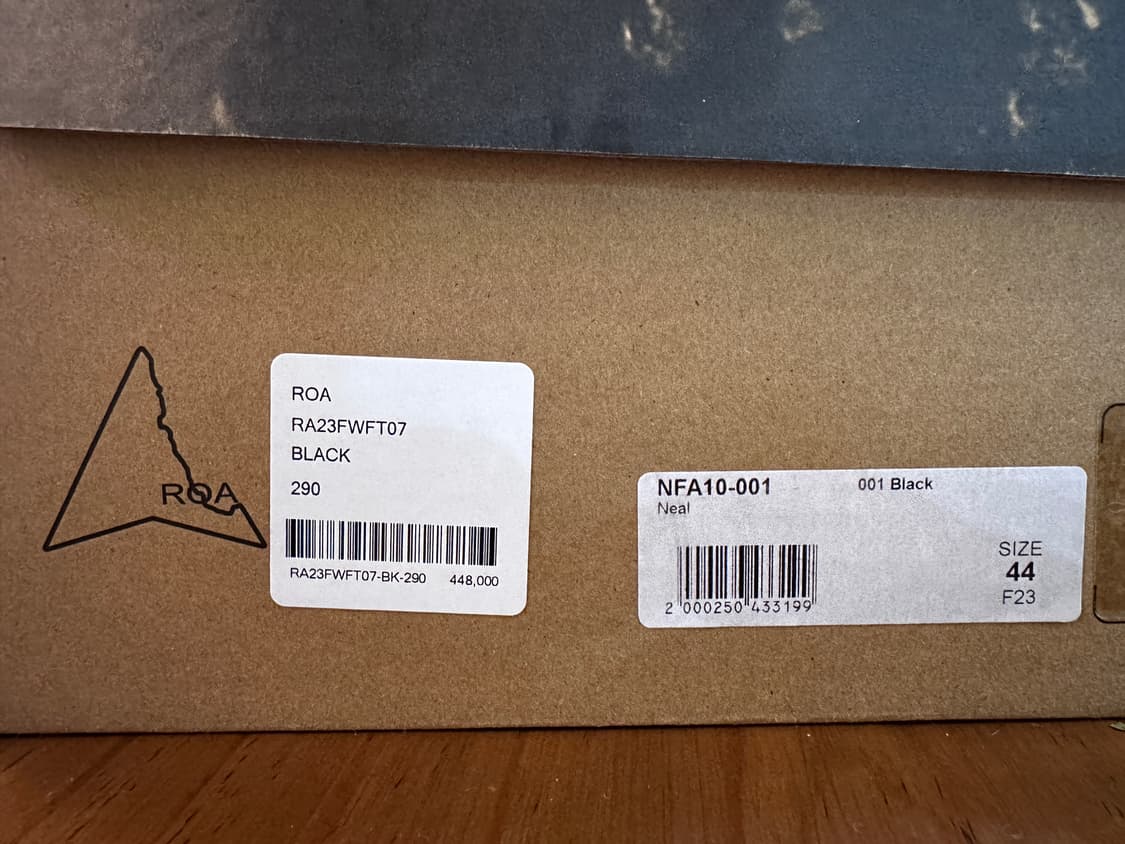 ROA
ROA
RA23FWFT07
BLACK
290
RA23FWFT07-BK-290 448,000
NFA10-001 001 Black
Neal
SIZE
44
F23
2 000250 433199